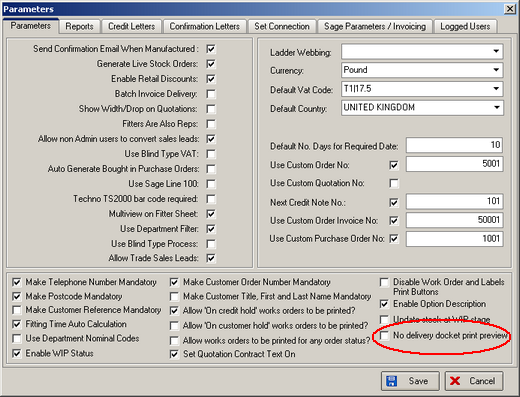 Parameters
Parameters Reports Credit Letters Confirmation Letters Set Connection Sage Parameters / Invoicing Logged Users
Send Confirmation Email When Manufactured :
Generate Live Stock Orders:
Enable Retail Discounts:
Batch Invoice Delivery:
Show Width/Drop on Quotations:
Fitters Are Also Reps:
Allow non Admin users to convert sales leads:
Use Blind Type VAT:
Auto Generate Bought in Purchase Orders:
Use Sage Line 100:
Techno TS2000 bar code required:
Multiview on Fitter Sheet:
Use Department Filter:
Use Blind Type Process:
Allow Trade Sales Leads:
Ladder Webbing:
Currency: Pound
Default Vat Code: T1|17.5
Default Country: UNITED KINGDOM
Default No. Days for Required Date: 10
Use Custom Order No: 5001
Use Custom Quotation No:
Next Credit Note No.: 101
Use Custom Order Invoice No: 50001
Use Custom Purchase Order No: 1001
Make Telephone Number Mandatory
Make Postcode Mandatory
Make Customer Reference Mandatory
Fitting Time Auto Calculation
Use Department Nominal Codes
Enable WIP Status
Make Customer Order Number Mandatory
Make Customer Title, First and Last Name Mandatory
Allow 'On credit hold' works orders to be printed?
Allow 'On customer hold' works orders to be printed?
Allow works orders to be printed for any order status?
Set Quotation Contract Text On
Disable Work Order and Labels
Print Buttons
Enable Option Description
Update stock at WIP stage
No delivery docket print preview
Save Cancel